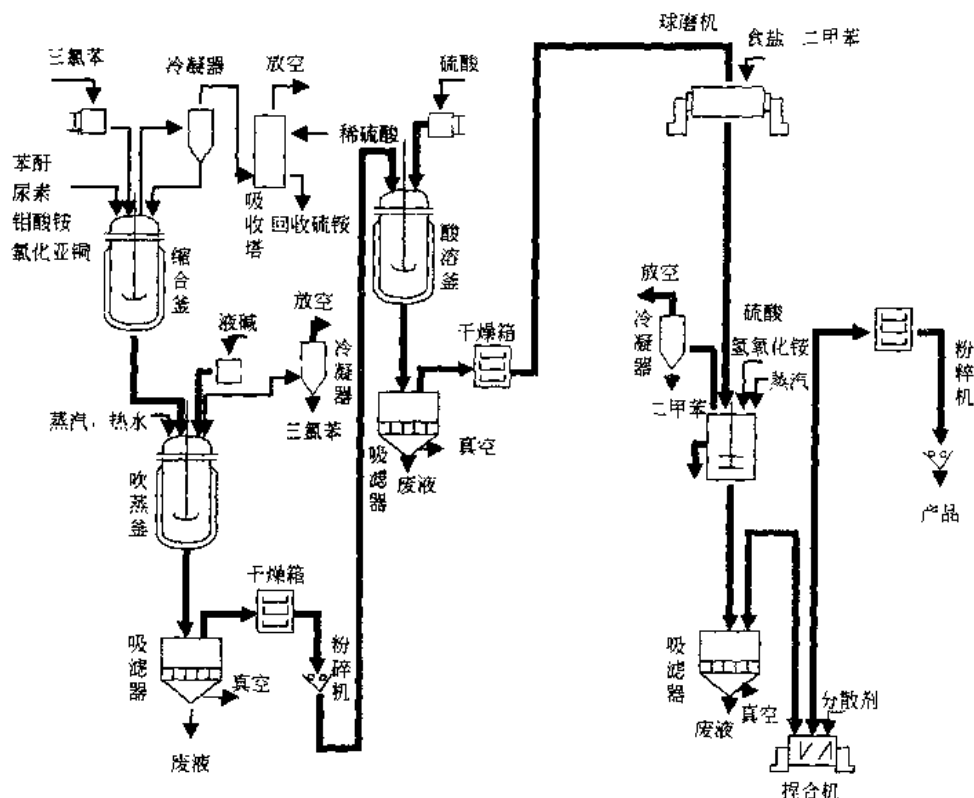 球磨机
食盐 二甲苯
三氯苯
冷凝器
放空
硫酸
稀硫酸
苯酐
尿素
钼酸铵
氯化亚铜
缩合釜
吸收塔
回收硫铵
酸溶釜
液碱
放空
冷凝器
三氯苯
蒸汽，热水
吹蒸釜
干燥箱
吸滤器
真空
废液
放空
冷凝器
二甲苯
硫酸
氢氧化铵
蒸汽
粉粹机
产品
干燥箱
吸滤器
真空
废液
粉碎机
吸滤器
真空
废液
分散剂
捏合机